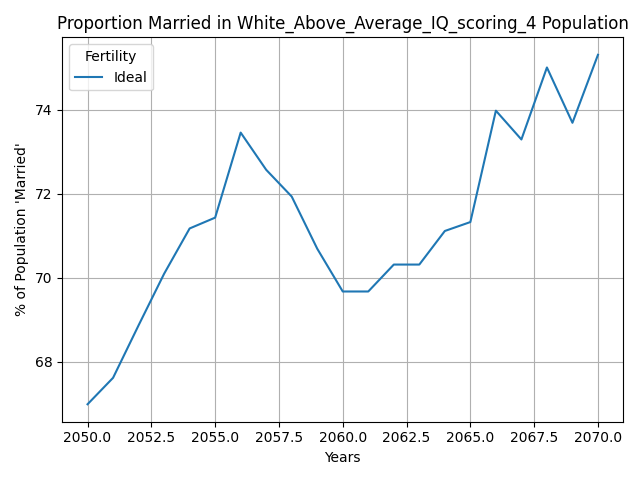 Proportion Married in White_Above_Average_IQ_scoring_4 Population
Fertility
Ideal
% of Population 'Married'
74
72
70
68
2050.0 2052.5 2055.0 2057.5 2060.0 2062.5 2065.0 2067.5 2070.0
Years